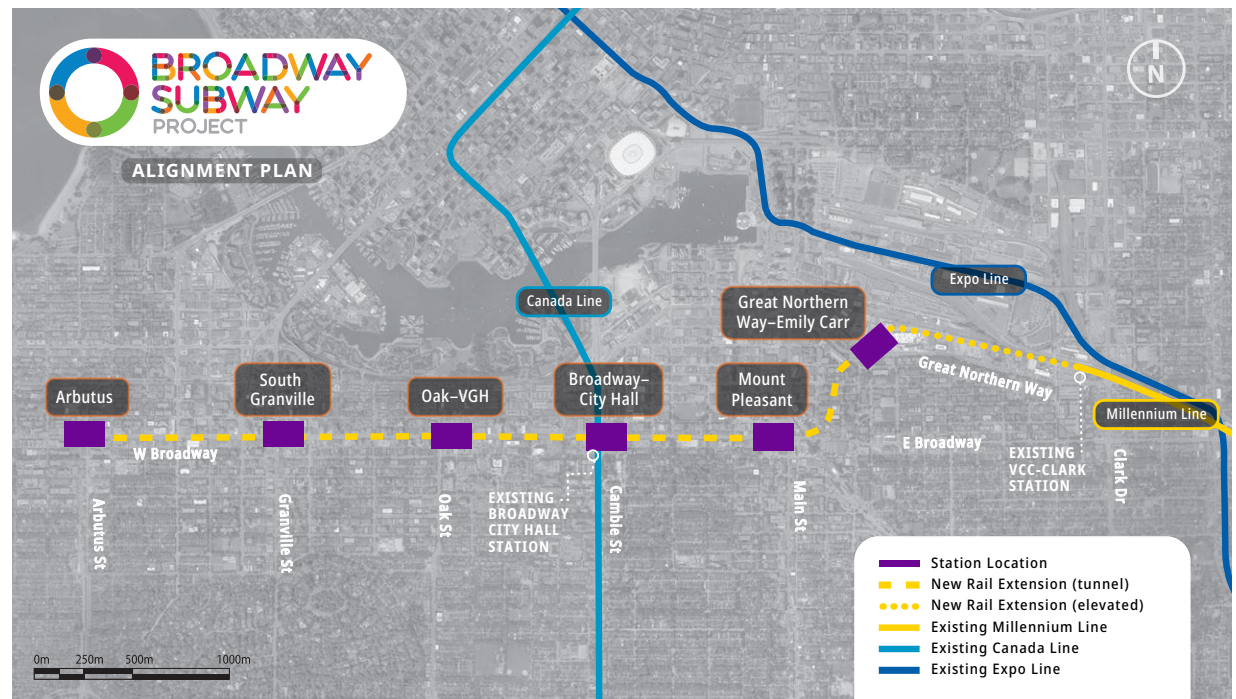 BROADWAY
SUBWAY
PROJECT
ALIGNMENT PLAN
N
Canada Line
Expo Line
Great Northern
Way–Emily Carr
Great Northern Way
Millennium Line
Arbutus
South
Granville
Oak–VGH
Broadway–
City Hall
Mount
Pleasant
W Broadway
E Broadway
EXISTING
VCC-CLARK
STATION
Clark Dr
Arbutus St
Granville St
Oak St
EXISTING
BROADWAY
CITY HALL
STATION
Cambie St
Main St
Station Location
New Rail Extension (tunnel)
New Rail Extension (elevated)
Existing Millennium Line
Existing Canada Line
Existing Expo Line
0m 250m 500m 1000m